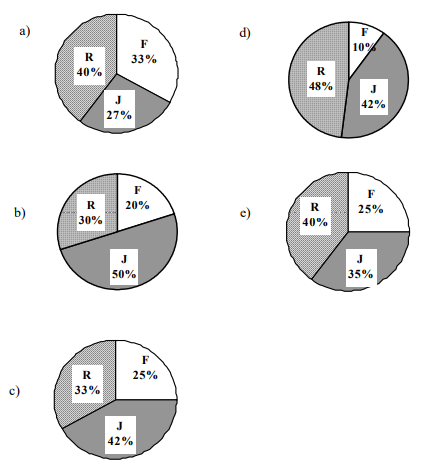 a)
F
33%
R
40%
J
27%
b)
F
20%
R
30%
J
50%
c)
F
25%
R
33%
J
42%
d)
F
10%
R
48%
J
42%
e)
F
25%
R
40%
J
35%